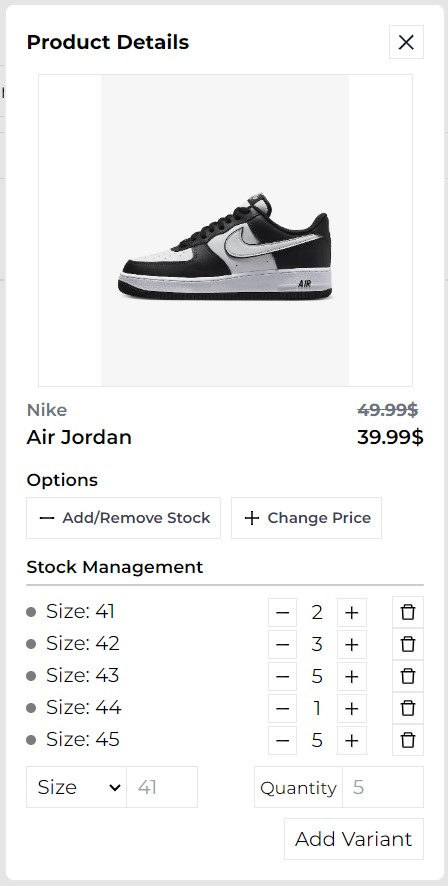 Product Details
AIR
Nike 49.99$
Air Jordan 39.99$
Options
Add/Remove Stock Change Price
Stock Management
Size: 41 2
Size: 42 3
Size: 43 5
Size: 44 1
Size: 45 5
Size 41 Quantity 5
Add Variant